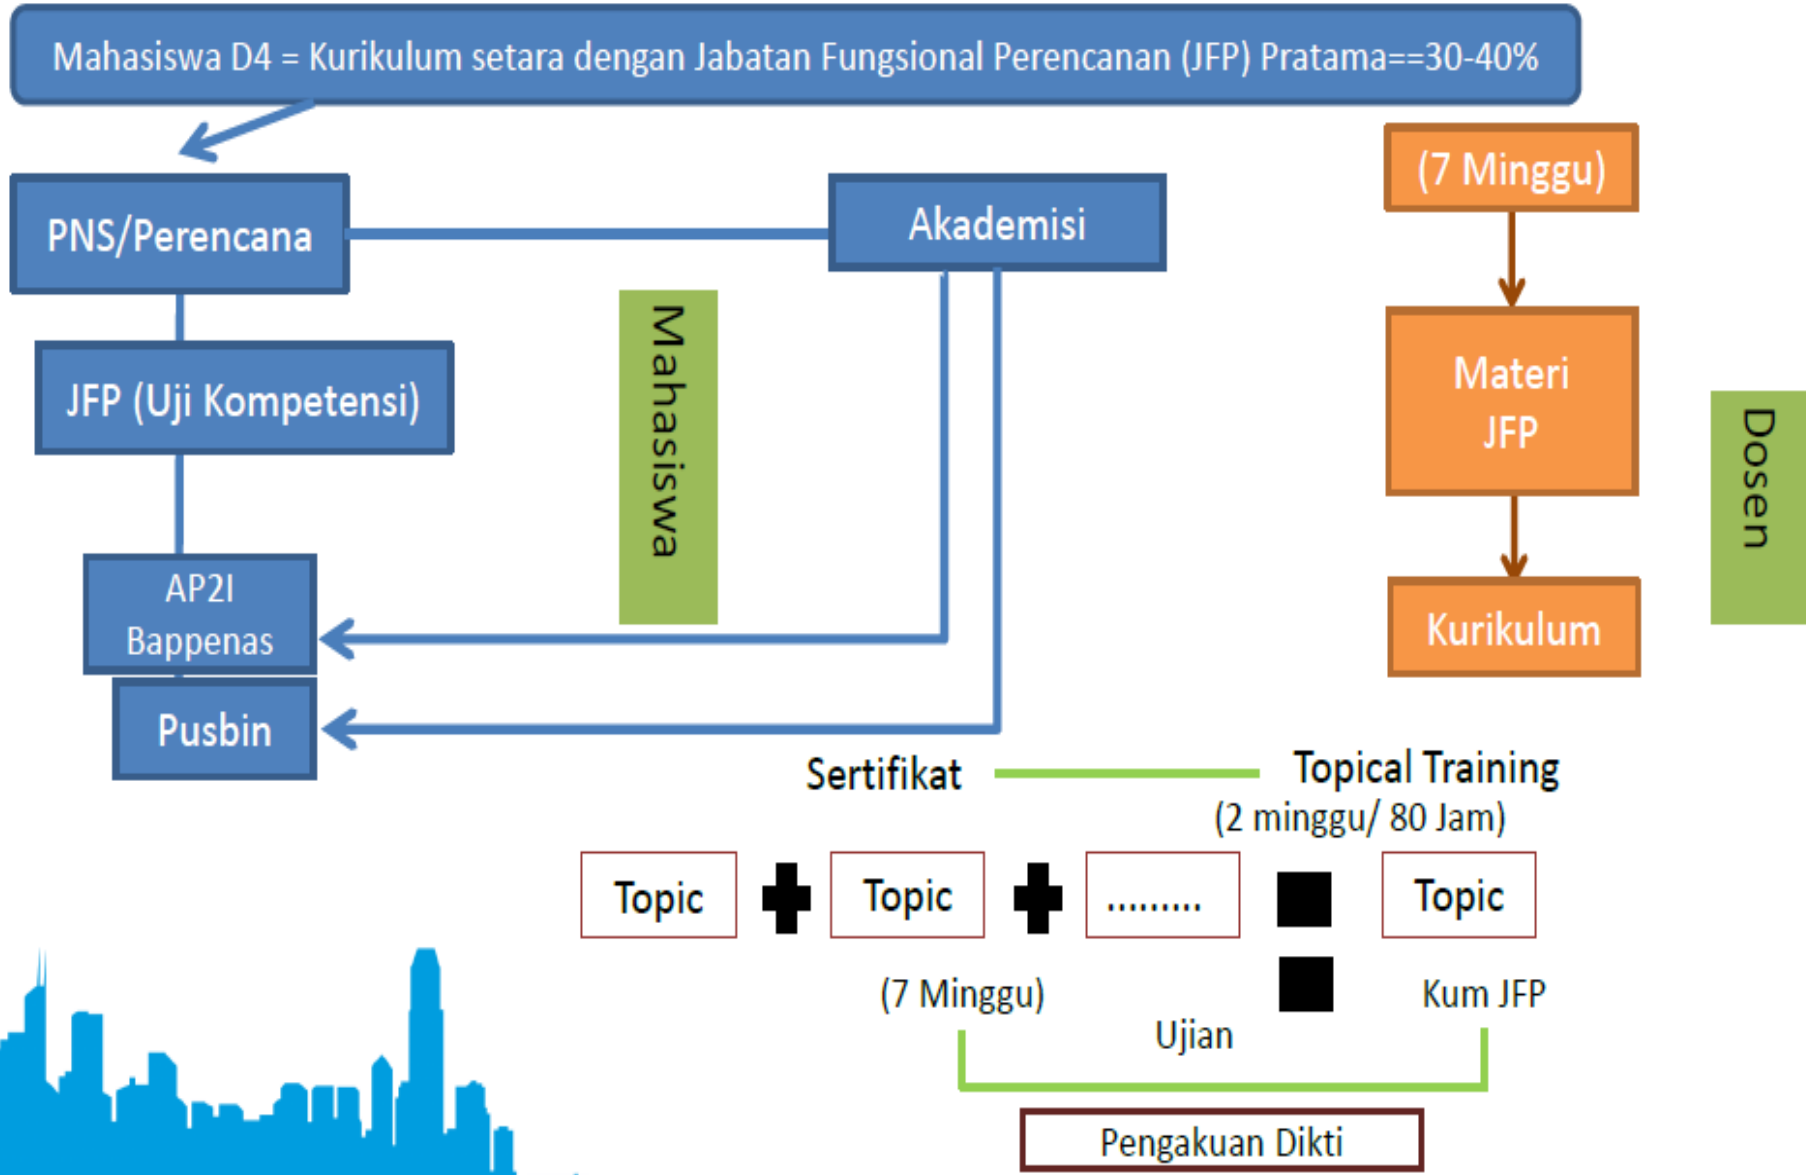 Mahasiswa D4 = Kurikulum setara dengan Jabatan Fungsional Perencanan (JFP) Pratama==30-40%
PNS/Perencana
Akademisi
(7 Minggu)
JFP (Uji Kompetensi)
Mahasiswa
Materi
JFP
Dosen
AP2I
Bappenas
Kurikulum
Pusbin
Sertifikat
Topical Training
(2 minggu/ 80 Jam)
Topic
Topic
.........
Topic
(7 Minggu)
Kum JFP
Ujian
Pengakuan Dikti